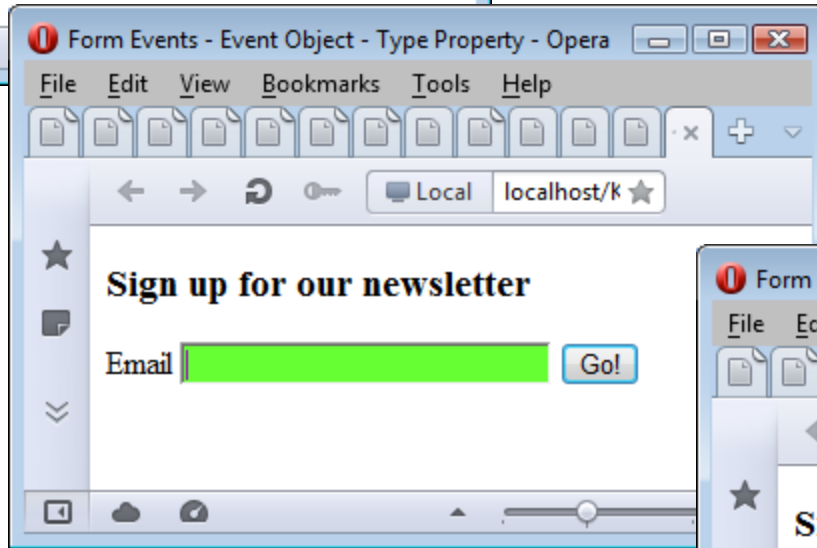 Form Events - Event Object - Type Property - Opera
File Edit View Bookmarks Tools Help
Local localhost/K
Sign up for our newsletter
Email Go!
Form
File Ed
S